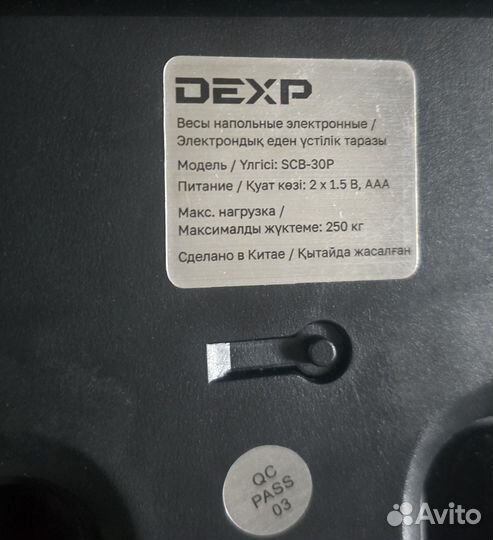 DEXP
Весы напольные электронные /
Электрондық еден үстілік таразы
Модель / Үлгісі: SCB-30P
Питание / Қуат көзі: 2 x 1.5 В, ААА
Макс. нагрузка /
Максималды жүктеме: 250 кг
Сделано в Китае / Қытайда жасалған
QC
PASS
03
Avito